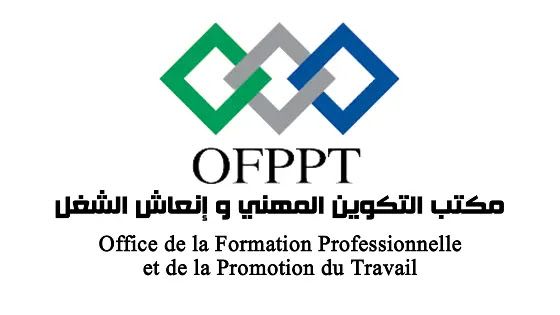 OFPPT
مكتب التكوين المهني و إنعاش الشغل
Office de la Formation Professionnelle
et de la Promotion du Travail